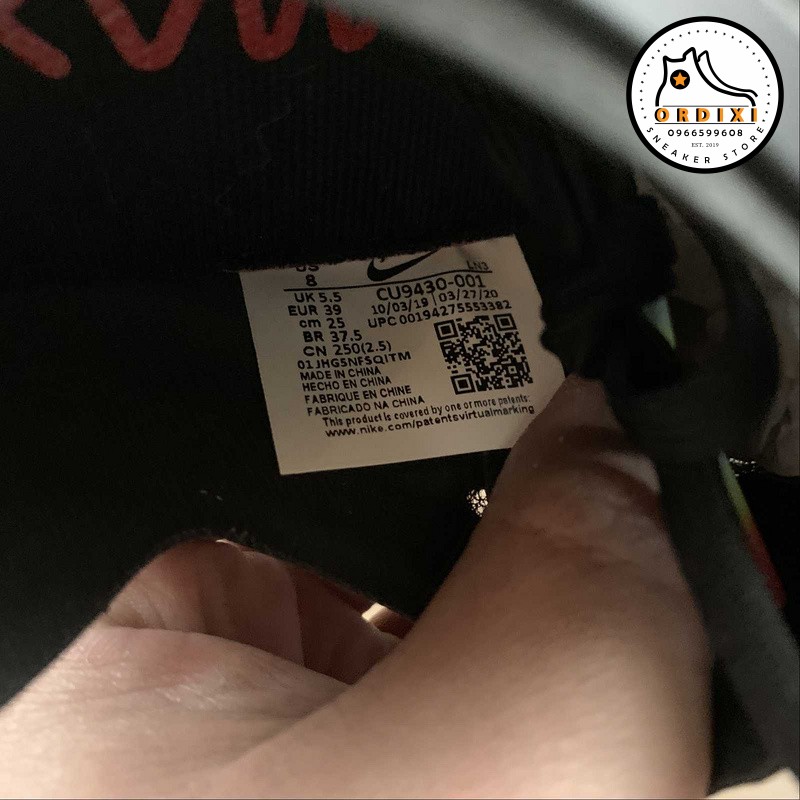 ORDIXI
0966599608
SNEAKER STORE
EST. 2019
US
8
LN3
UK 5.5
CU9430-001
EUR 39
10/03/19 03/27/20
cm 25
UPC 00194275553382
BR 37.5
CN 250(2.5)
01JHG5NFSQITM
MADE IN CHINA
HECHO EN CHINA
FABRIQUE EN CHINE
FABRICADO NA CHINA
This product is covered by one or more patents:
www.nike.com/patentsvirtualmarking